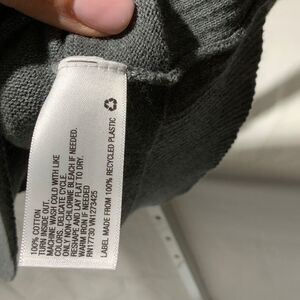 100% COTTON
TURN INSIDE OUT.
MACHINE WASH COLD WITH LIKE
COLORS. DELICATE CYCLE.
ONLY NON-CHLORINE BLEACH IF NEEDED.
RESHAPE AND LAY FLAT TO DRY.
WARM IRON IF NEEDED
RN17730 VN1273425
LABEL MADE FROM 100% RECYCLED PLASTIC